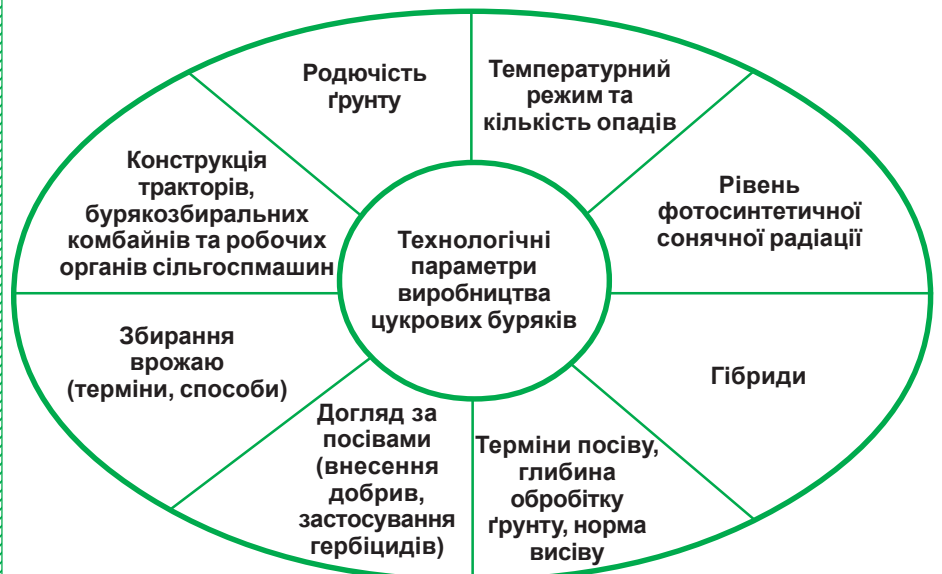 Родючість
ґрунту
Температурний
режим та
кількість опадів
Конструкція
тракторів,
бурякозбиральних
комбайнів та робочих
органів сільгоспмашин
Рівень
фотосинтетичної
сонячної радіації
Технологічні
параметри
виробництва
цукрових буряків
Збирання
врожаю
(терміни, способи)
Гібриди
Догляд за
посівами
(внесення
добрив,
застосування
гербіцидів)
Терміни посіву,
глибина
обробітку
ґрунту, норма
висіву